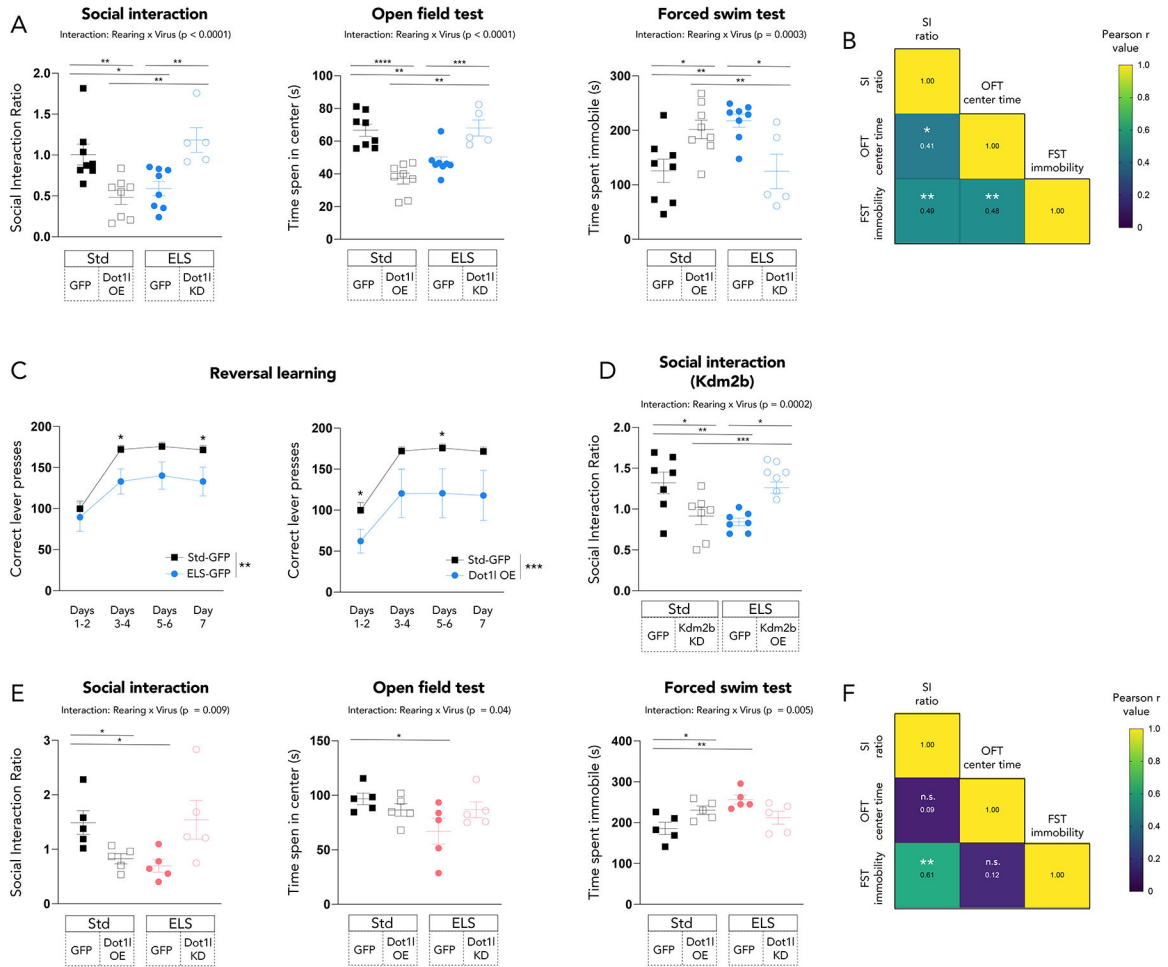 A
Social interaction
Interaction: Rearing x Virus (p < 0.0001)
**
**
*
**
Social Interaction Ratio
2.0
1.5
1.0
0.5
0.0
Std
ELS
GFP
Dot1l
OE
GFP
Dot1l
KD
Open field test
Interaction: Rearing x Virus (p < 0.0001)
****
***
**
**
Time spen in center (s)
100
80
60
40
20
0
Std
ELS
GFP
Dot1l
OE
GFP
Dot1l
KD
Forced swim test
Interaction: Rearing x Virus (p = 0.0003)
*
*
**
**
Time spent immobile (s)
300
200
100
0
Std
ELS
GFP
Dot1l
OE
GFP
Dot1l
KD
B
SI
ratio
OFT
center time
FST
immobility
SI
ratio
OFT
center time
FST
immobility
1.00
*
0.41
1.00
**
0.49
**
0.48
1.00
Pearson r
value
1.0
0.8
0.6
0.4
0.2
0
C
Reversal learning
Correct lever presses
200
150
100
50
0
*
*
Std-GFP
ELS-GFP
**
Days
1-2
Days
3-4
Days
5-6
Day
7
Correct lever presses
200
150
100
50
0
*
*
Std-GFP
Dot1l OE
***
Days
1-2
Days
3-4
Days
5-6
Day
7
D
Social interaction
(Kdm2b)
Interaction: Rearing x Virus (p = 0.0002)
*
*
**
***
Social Interaction Ratio
2.0
1.5
1.0
0.5
0.0
Std
ELS
GFP
Kdm2b
KD
GFP
Kdm2b
OE
E
Social interaction
Interaction: Rearing x Virus (p = 0.009)
*
*
Social Interaction Ratio
3
2
1
0
Std
ELS
GFP
Dot1l
OE
GFP
Dot1l
KD
Open field test
Interaction: Rearing x Virus (p = 0.04)
*
Time spen in center (s)
150
100
50
0
Std
ELS
GFP
Dot1l
OE
GFP
Dot1l
KD
Forced swim test
Interaction: Rearing x Virus (p = 0.005)
*
**
Time spent immobile (s)
400
300
200
100
0
Std
ELS
GFP
Dot1l
OE
GFP
Dot1l
KD
F
SI
ratio
OFT
center time
FST
immobility
SI
ratio
OFT
center time
FST
immobility
1.00
n.s.
0.09
1.00
**
0.61
n.s.
0.12
1.00
Pearson r
value
1.0
0.8
0.6
0.4
0.2
0